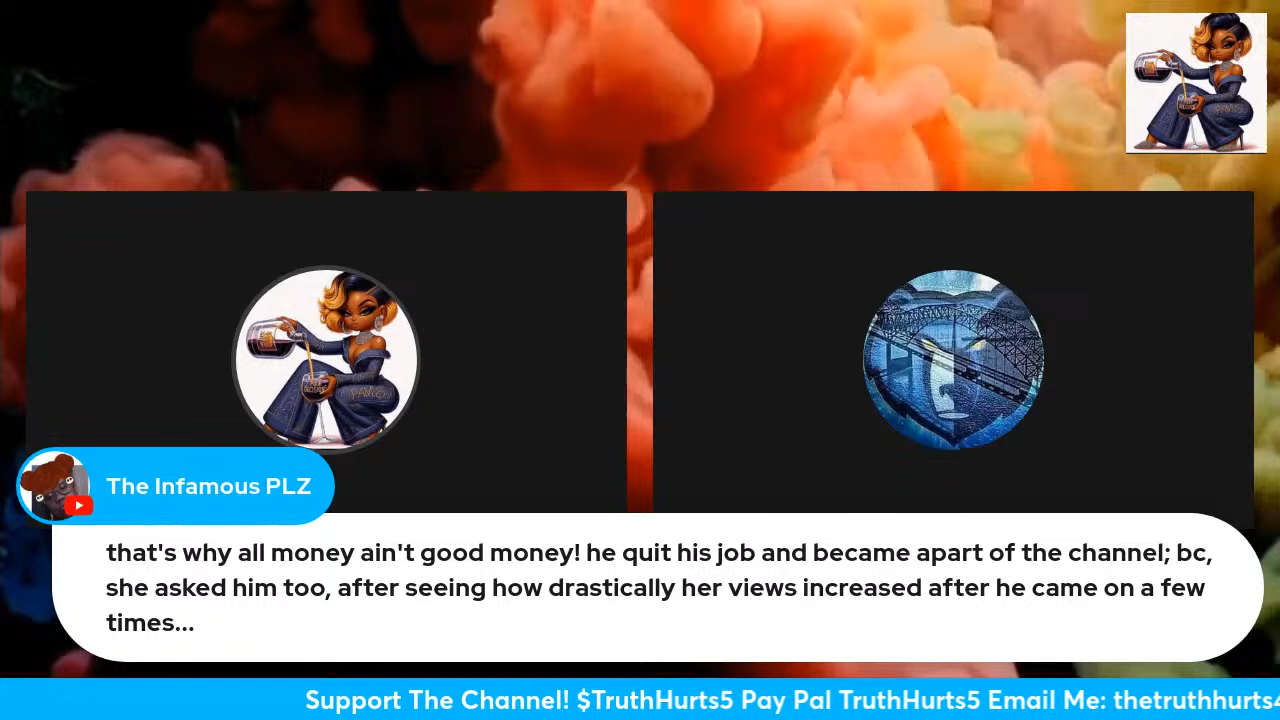 The Infamous PLZ
that's why all money ain't good money! he quit his job and became apart of the channel; bc,
she asked him too, after seeing how drastically her views increased after he came on a few
times...
Support The Channel! $TruthHurts5 Pay Pal TruthHurts5 Email Me: thetruthhurts4